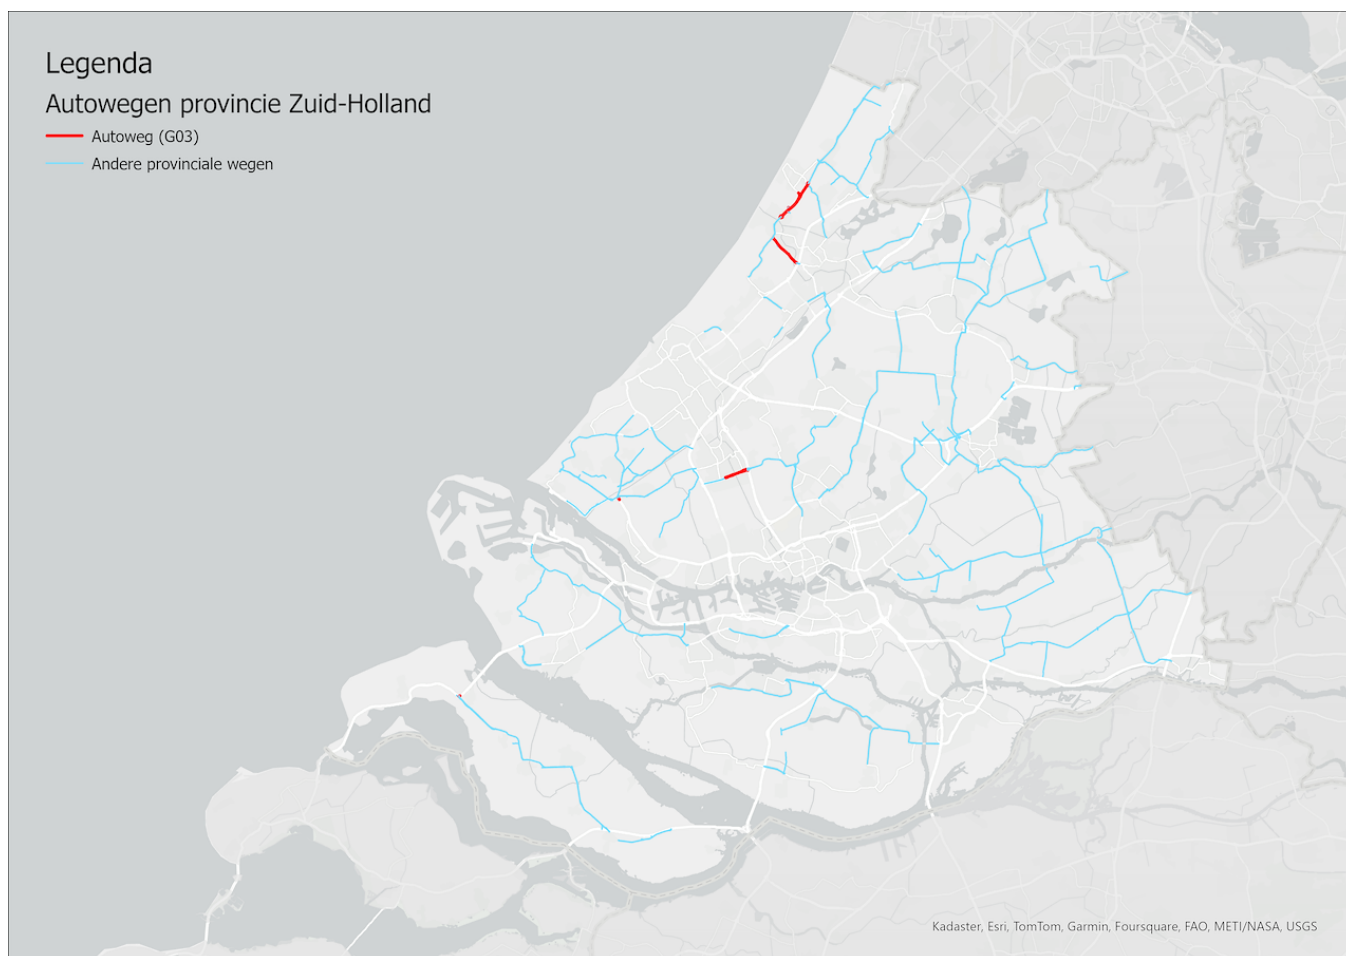 Legenda
Autowegen provincie Zuid-Holland
Autoweg (G03)
Andere provinciale wegen
Kadaster, Esri, TomTom, Garmin, Foursquare, FAO, METI/NASA, USGS